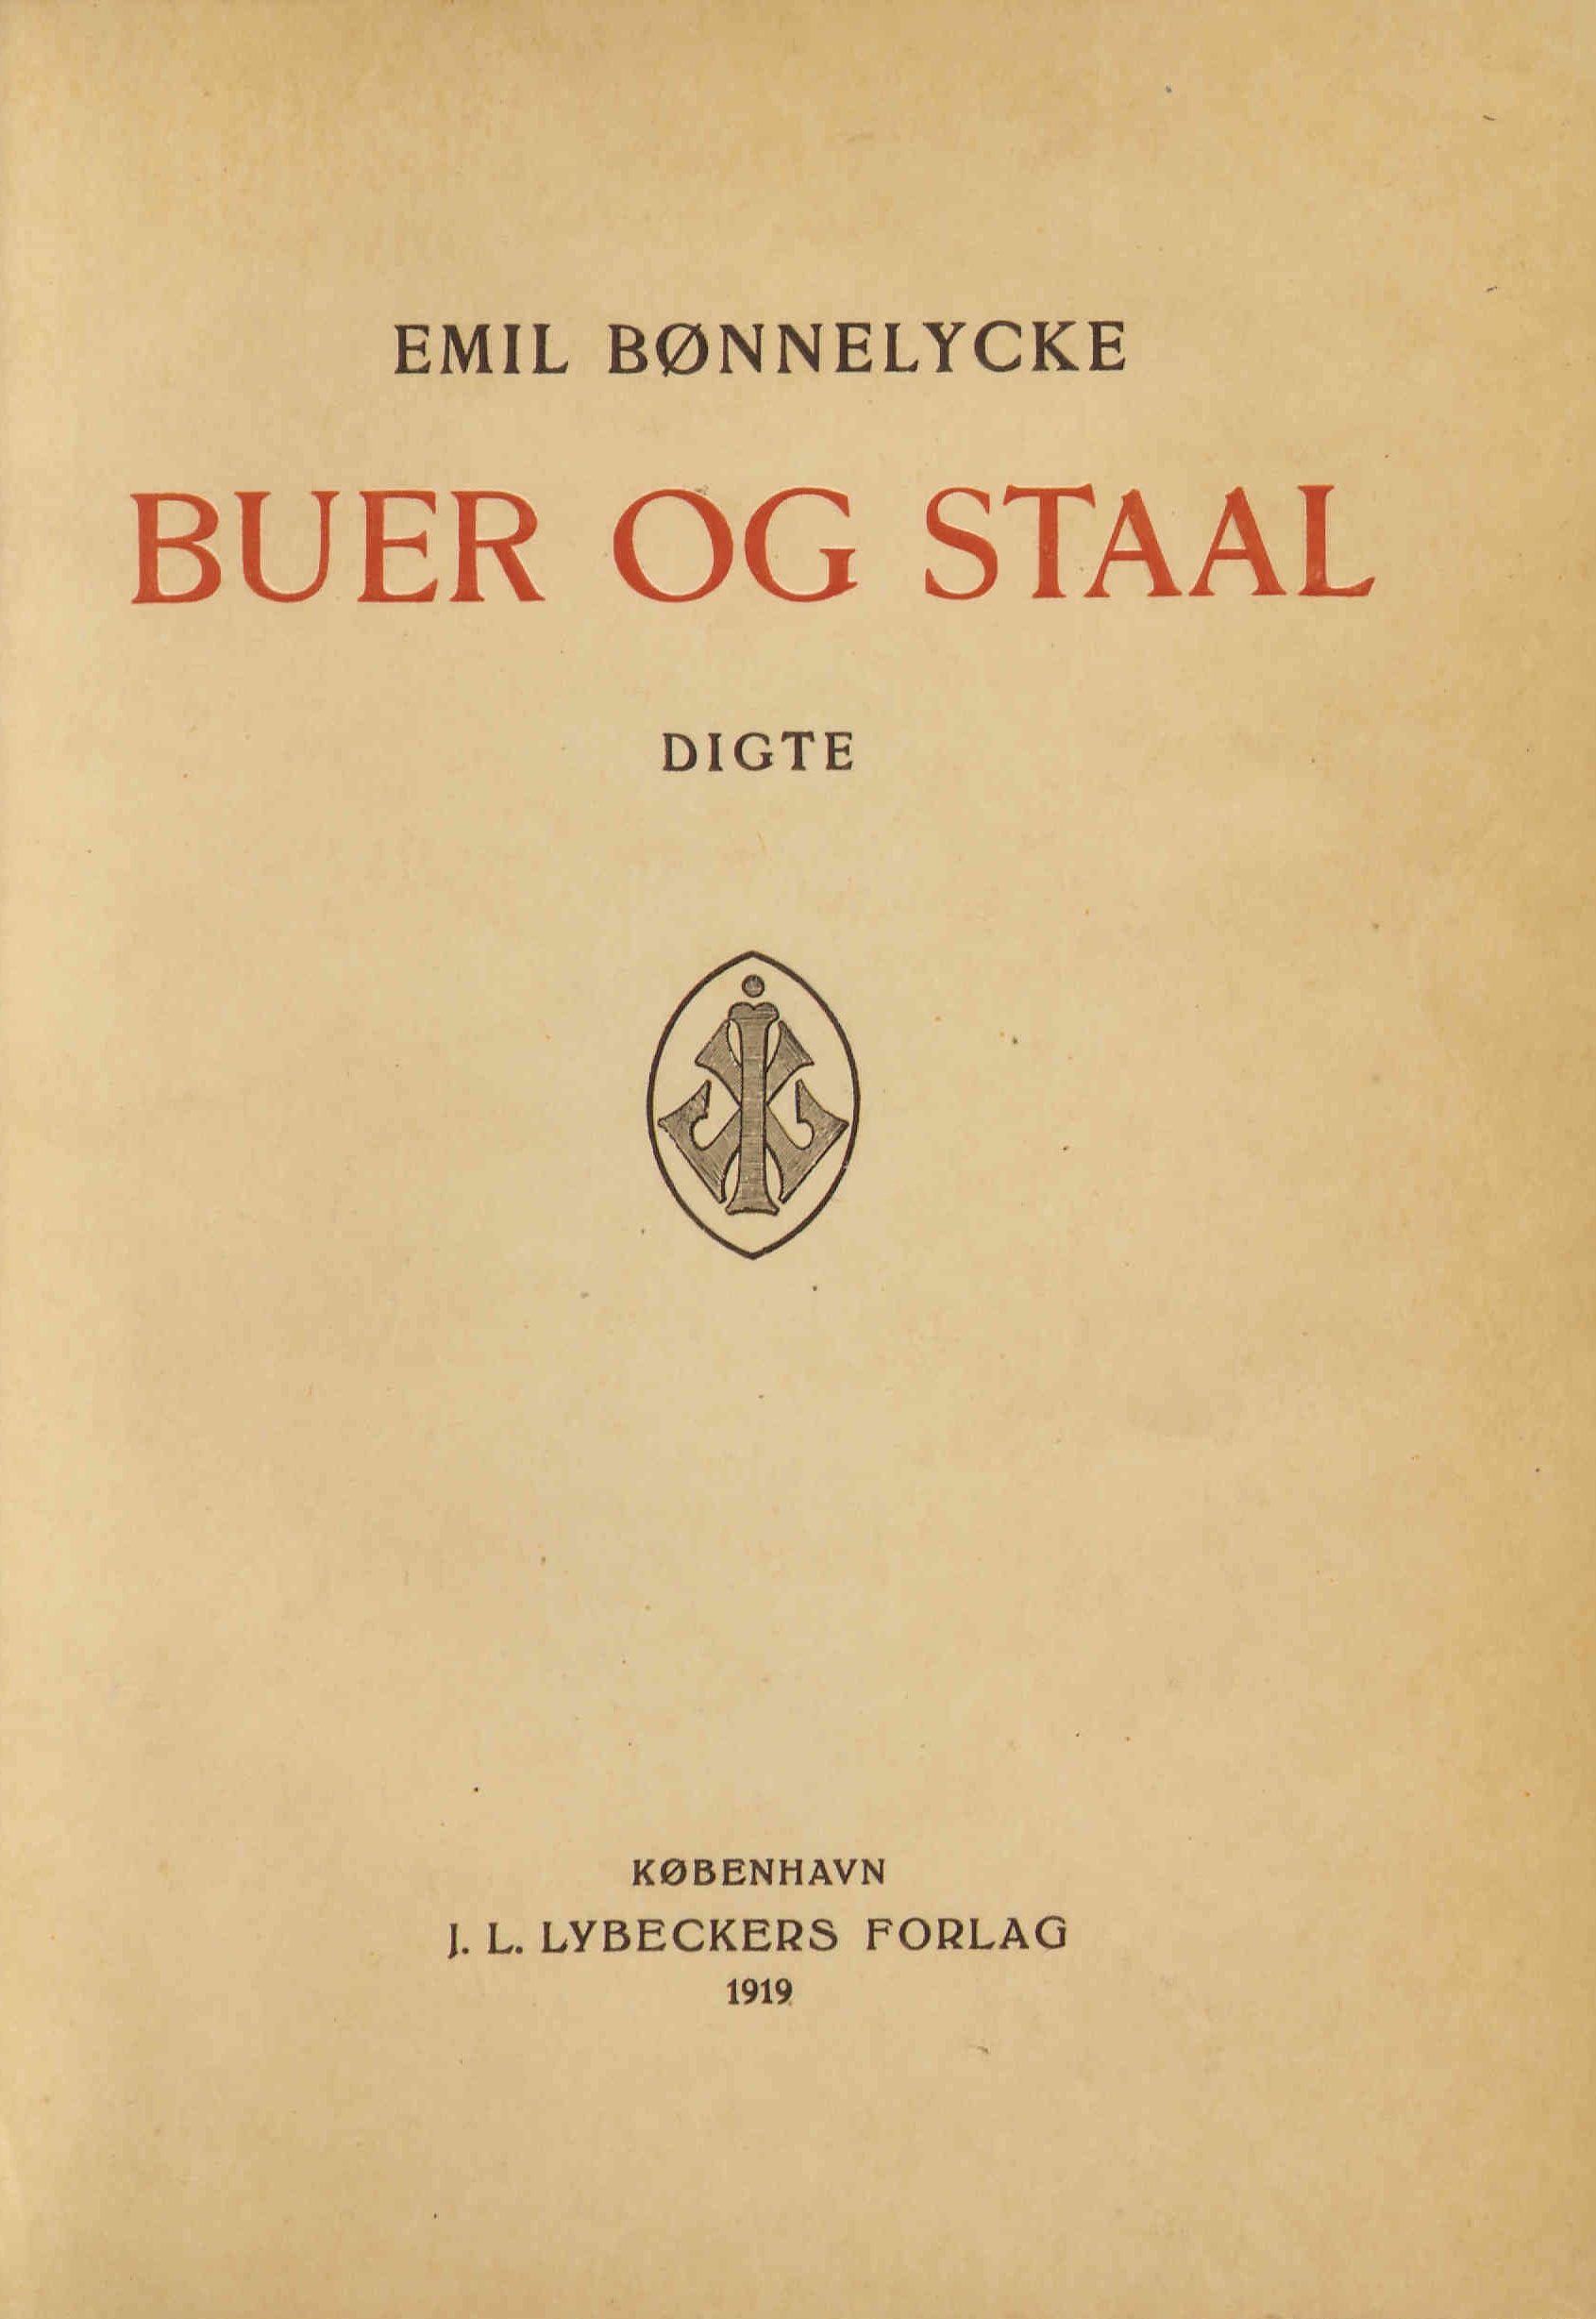 EMIL BØNNELYCKE
BUER OG STAAL
DIGTE
KØBENHAVN
J. L. LYBECKERS FORLAG
1919